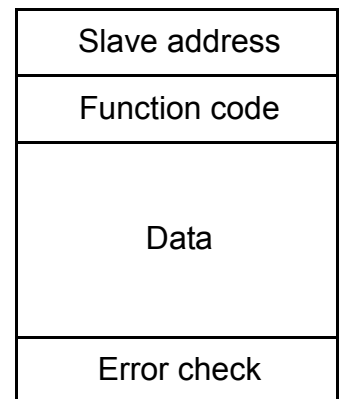 Slave address
Function code
Data
Error check